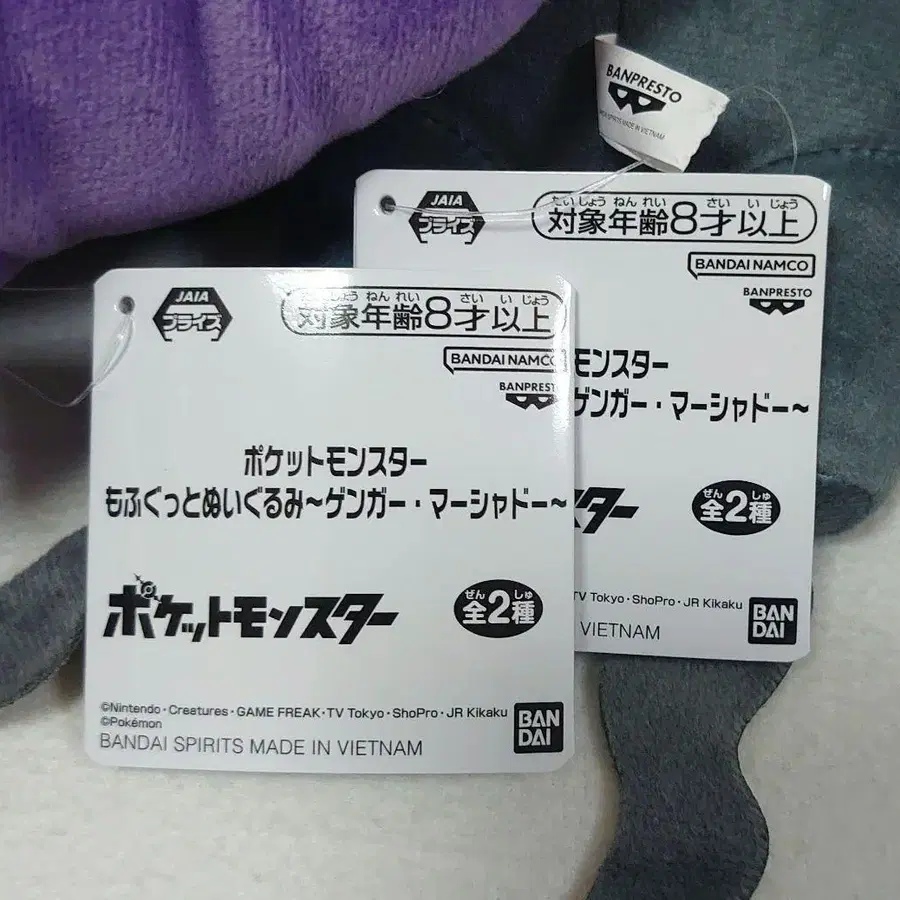 BANPRESTO
MADE IN VIETNAM
JAIA
プライズ
たいしょうねんれい さいいじょう
対象年齢8才以上
BANDAI NAMCO
BANPRESTO
モンスター
ゲンガー・マーシャドー~
ぜん しゅ
全2種
TV Tokyo・ShoPro・JR Kikaku
VIETNAM
BANDAI
JAIA
プライズ
しょうねんれい さいいじょう
対象年齢8才以上
BANDAI NAMCO
BANPRESTO
ポケットモンスター
もふぐっとぬいぐるみ~ゲンガー・マーシャドー~
ポケットモンスター
ぜん しゅ
全2種
©Nintendo・Creatures・GAME FREAK・TV Tokyo・ShoPro・JR Kikaku
©Pokémon
BANDAI SPIRITS MADE IN VIETNAM
BANDAI